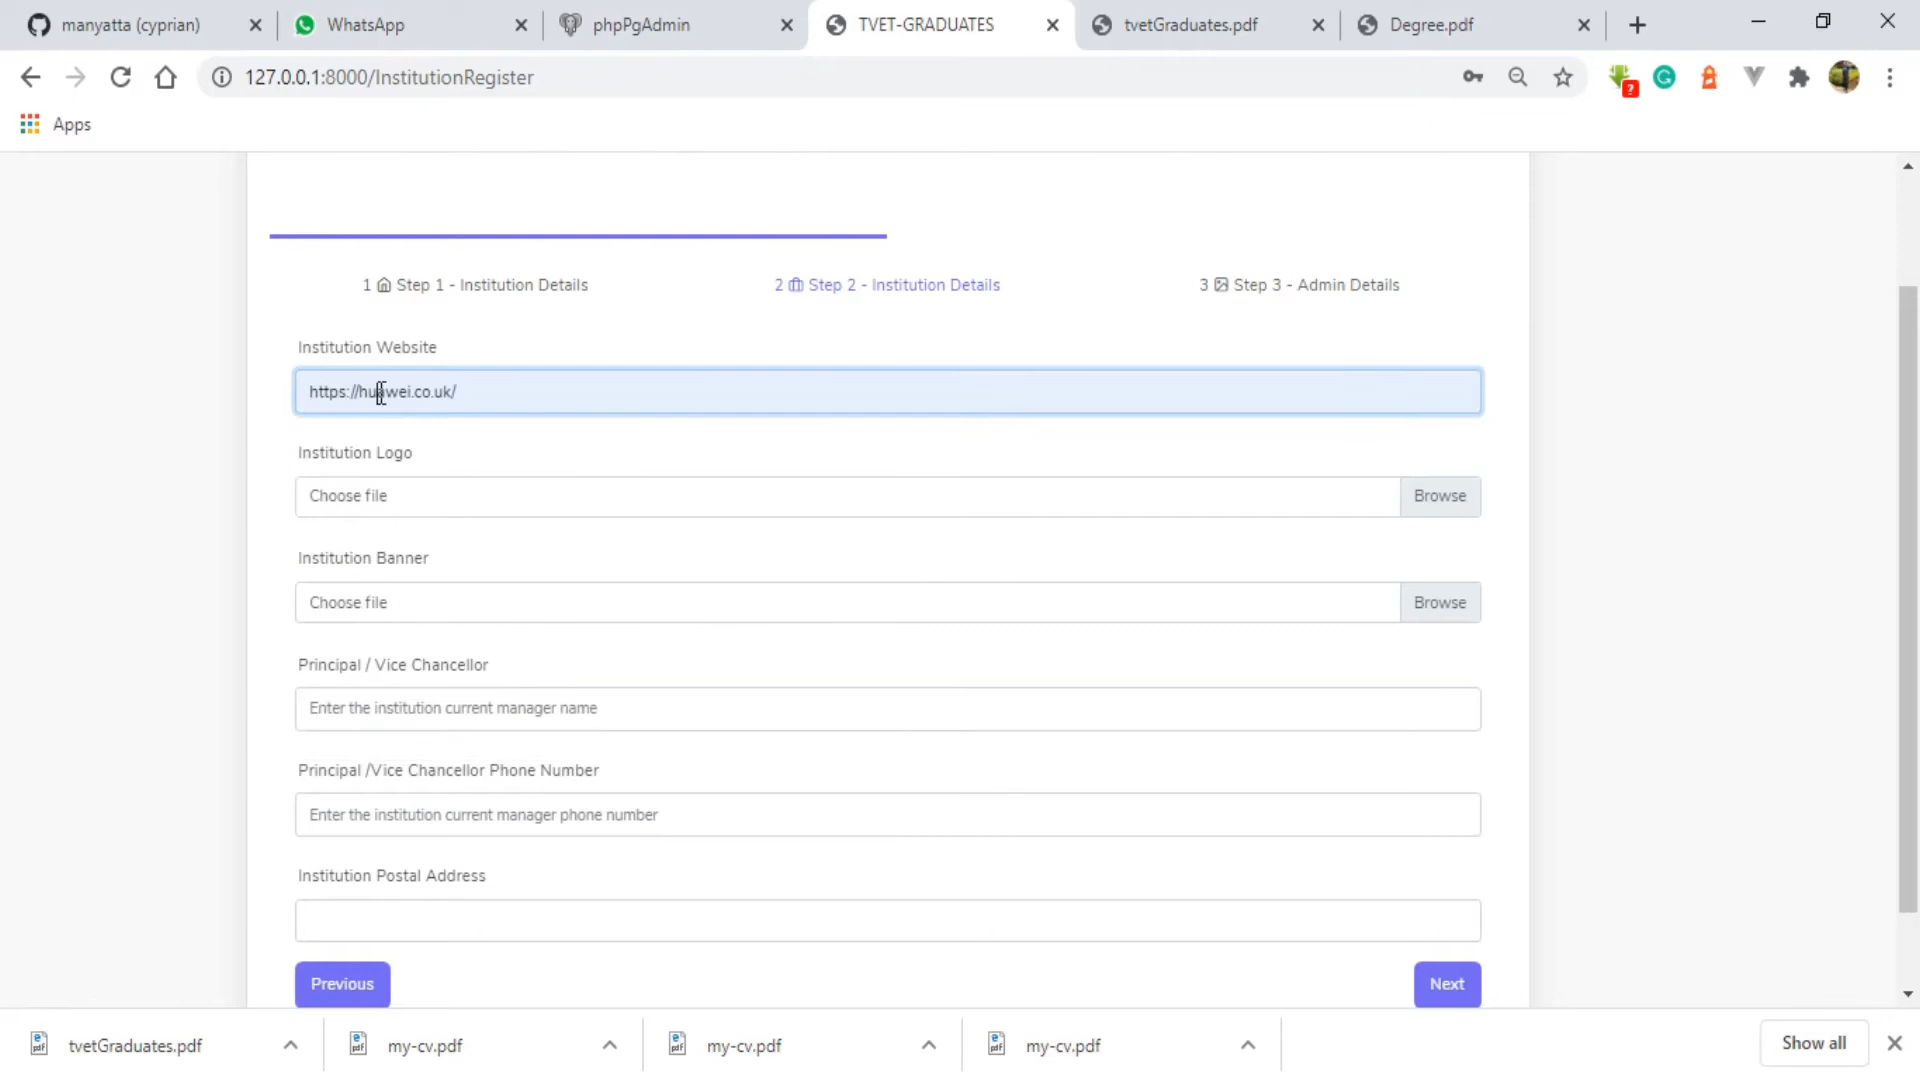 manyatta (cyprian)
WhatsApp
phpPgAdmin
TVET-GRADUATES
tvetGraduates.pdf
Degree.pdf
127.0.0.1:8000/InstitutionRegister
Apps
1 Step 1 - Institution Details
2 Step 2 - Institution Details
3 Step 3 - Admin Details
Institution Website
https://huawei.co.uk/
Institution Logo
Choose file
Browse
Institution Banner
Choose file
Browse
Principal / Vice Chancellor
Enter the institution current manager name
Principal /Vice Chancellor Phone Number
Enter the institution current manager phone number
Institution Postal Address
Previous
Next
tvetGraduates.pdf
my-cv.pdf
my-cv.pdf
my-cv.pdf
Show all